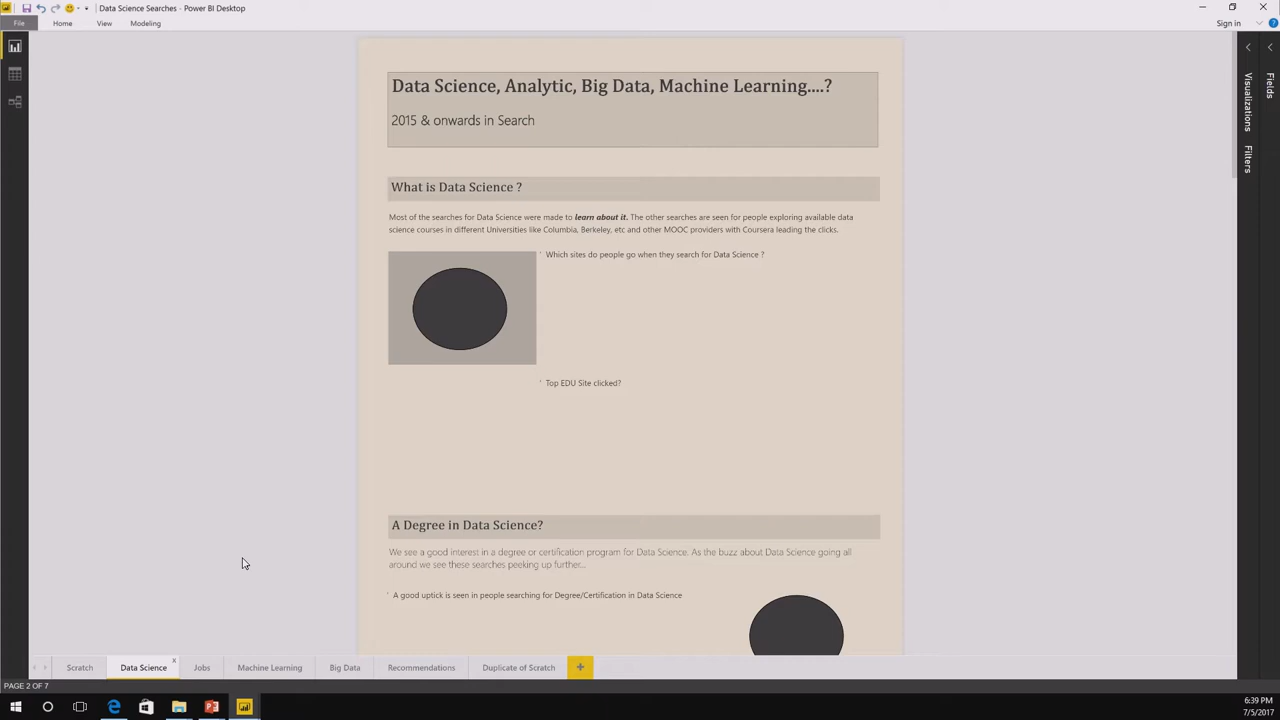 Data Science Searches - Power BI Desktop
File
Home
View
Modeling
Sign in
Data Science, Analytic, Big Data, Machine Learning....?
2015 & onwards in Search
What is Data Science ?
Most of the searches for Data Science were made to learn about it. The other searches are seen for people exploring available data
science courses in different Universities like Columbia, Berkeley, etc and other MOOC providers with Coursera leading the clicks.
Which sites do people go when they search for Data Science ?
Top EDU Site clicked?
A Degree in Data Science?
We see a good interest in a degree or certification program for Data Science. As the buzz about Data Science going all
around we see these searches peeking up further...
A good uptick is seen in people searching for Degree/Certification in Data Science
Visualizations
Filters
Fields
Scratch
Data Science
x
Jobs
Machine Learning
Big Data
Recommendations
Duplicate of Scratch
+
PAGE 2 OF 7
6:39 PM
7/5/2017